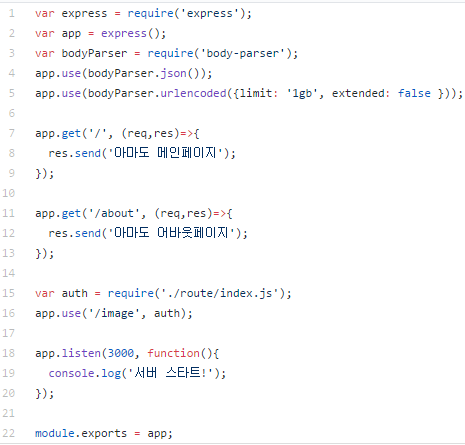 1 var express = require('express');
2 var app = express();
3 var bodyParser = require('body-parser');
4 app.use(bodyParser.json());
5 app.use(bodyParser.urlencoded({limit: '1gb', extended: false }));
6
7 app.get('/', (req,res)=>{
8   res.send('아마도 메인페이지');
9 });
10
11 app.get('/about', (req,res)=>{
12   res.send('아마도 어바웃페이지');
13 });
14
15 var auth = require('./route/index.js');
16 app.use('/image', auth);
17
18 app.listen(3000, function(){
19   console.log('서버 스타트!');
20 });
21
22 module.exports = app;